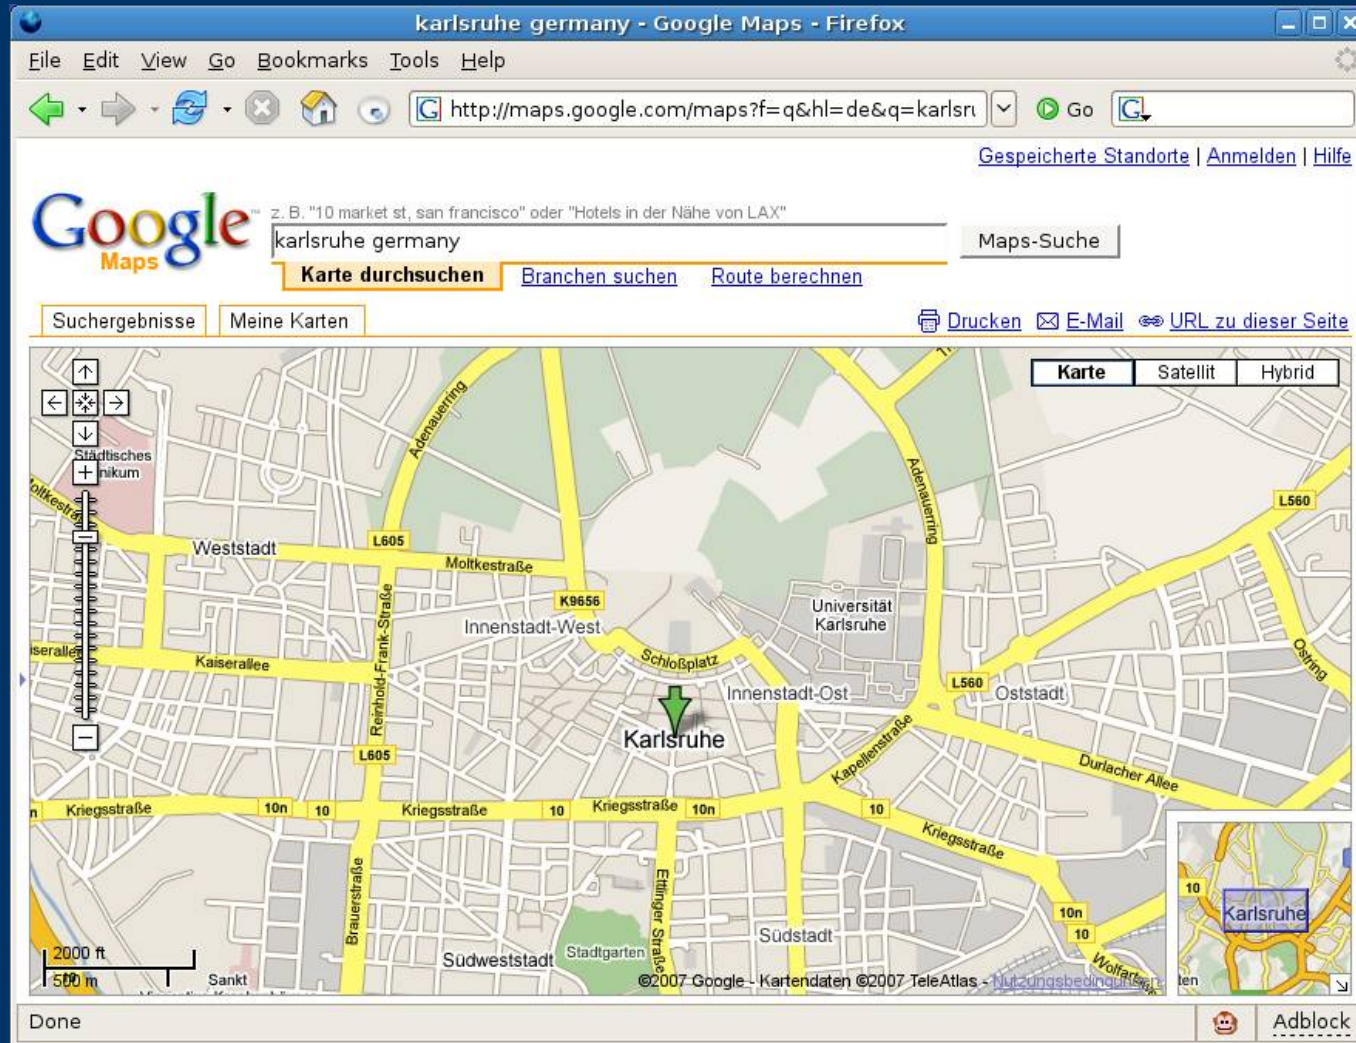 karlsruhe germany - Google Maps - Firefox
File Edit View Go Bookmarks Tools Help
http://maps.google.com/maps?f=q&hl=de&q=karlsru
Go
Gespeicherte Standorte | Anmelden | Hilfe
Google™
Maps
z. B. "10 market st, san francisco" oder "Hotels in der Nähe von LAX"
karlsruhe germany
Maps-Suche
Karte durchsuchen Branchen suchen Route berechnen
Suchergebnisse Meine Karten
Drucken E-Mail URL zu dieser Seite
Karte Satellit Hybrid
Adenauerring
Städtisches
nikum
Adenauerring
L560
L605
Weststadt
Moltkestraße
K9656
Universität
Karlsruhe
Innenstadt-West
Reinhold-Frank-Straße
Kaiserallee
Schloßplatz
Ostring
L560
Innenstadt-Ost
Oststadt
Karlsruhe
L605
Kapellenstraße
Durlacher Allee
Kriegsstraße
10n
10
Kriegsstraße
10
Kriegsstraße
10n
10
Kriegsstraße
Brauerstraße
Ettlinger Straße
10
Karlsruhe
10n
10
Südstadt
Stadtgarten
Südweststadt
2000 ft
500 m
Sankt
©2007 Google - Kartendaten ©2007 TeleAtlas -
ten
Done
Adblock